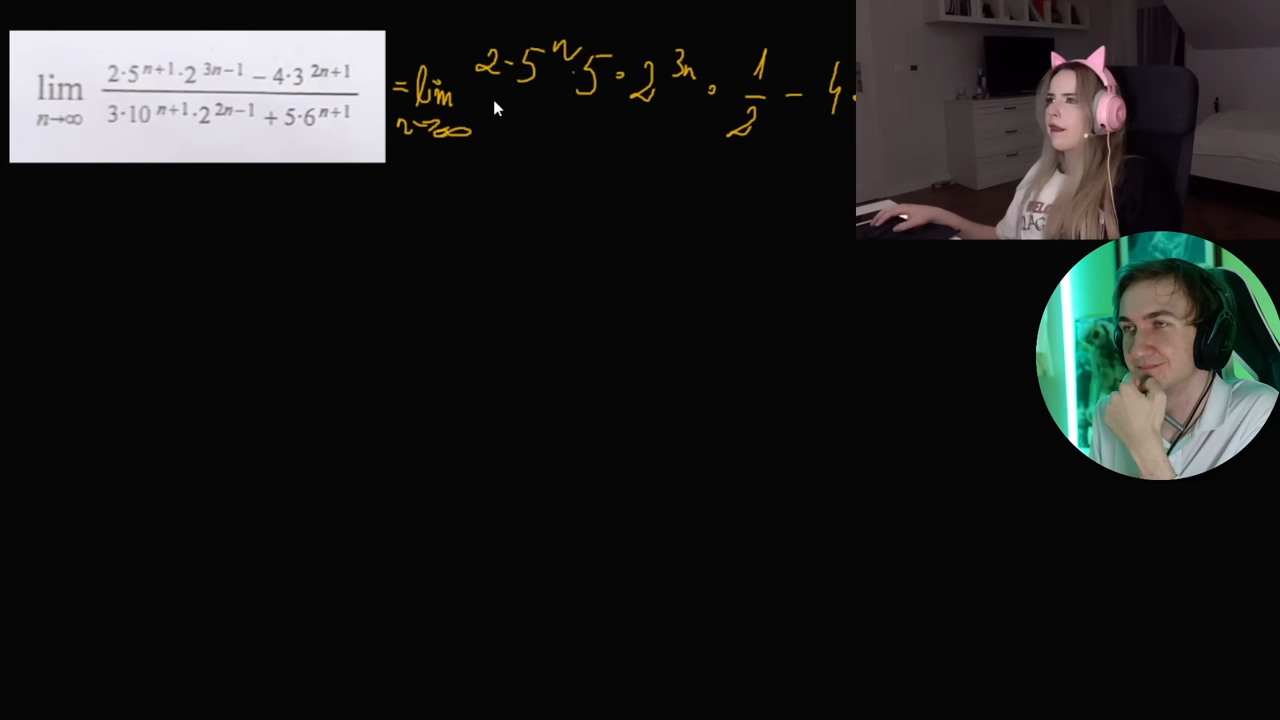 lim n→∞ 2·5^{n+1}·2^{3n−1} − 4·3^{2n+1} / 3·10^{n+1}·2^{2n−1} + 5·6^{n+1}
= lim n→∞ 2·5^n·5·2^{3n}·1/2 − 4·
WELC